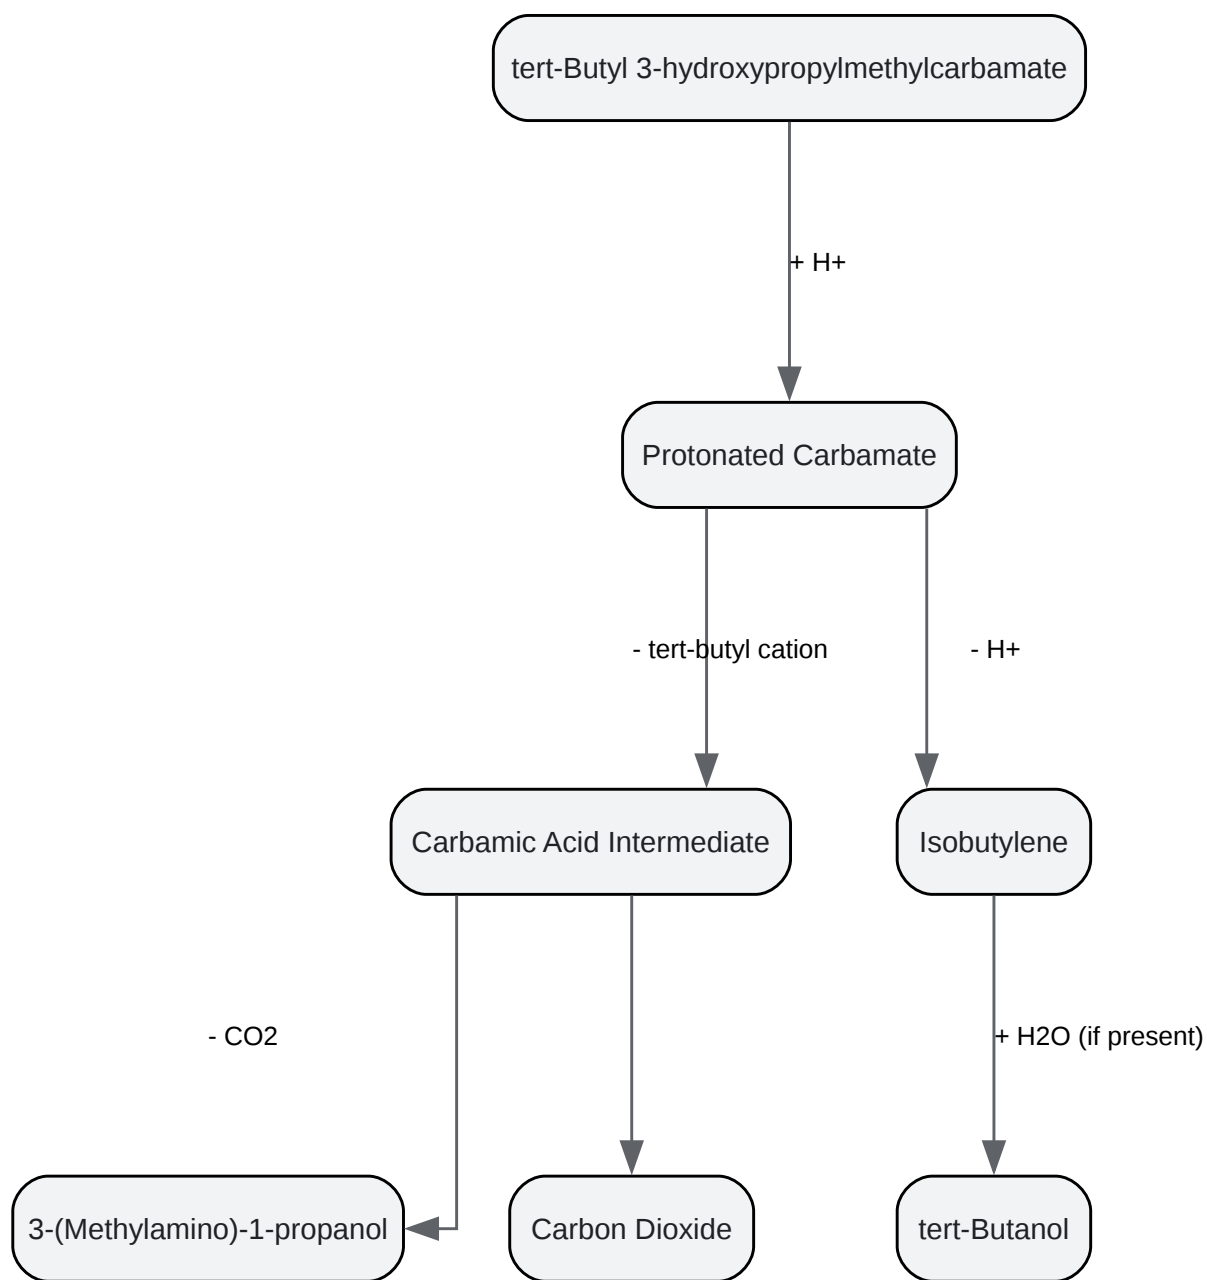 tert-Butyl 3-hydroxypropylmethylcarbamate
+ H+
Protonated Carbamate
- tert-butyl cation
- H+
Carbamic Acid Intermediate
Isobutylene
- CO2
+ H2O (if present)
3-(Methylamino)-1-propanol
Carbon Dioxide
tert-Butanol